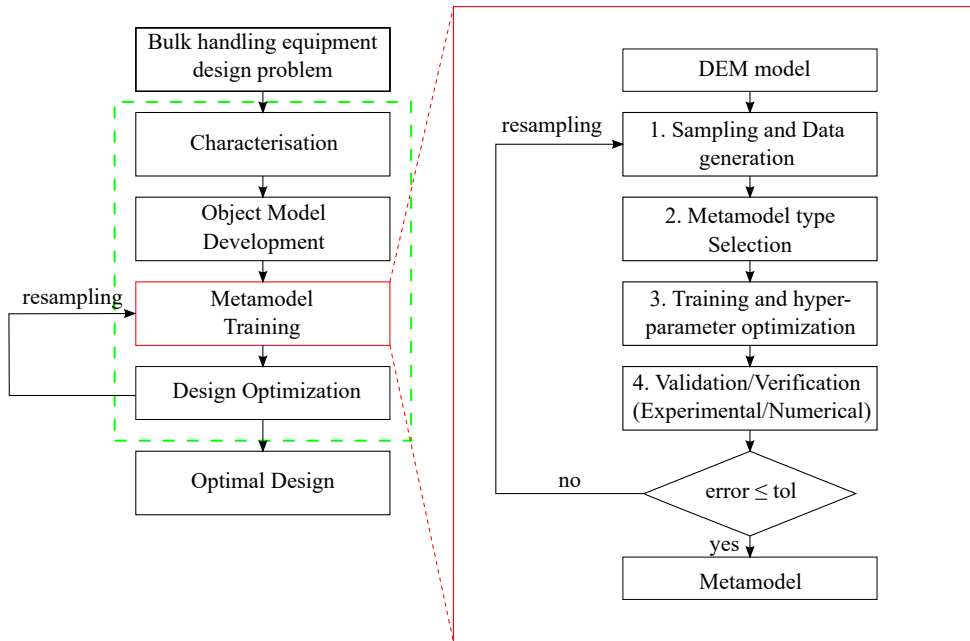 Bulk handling equipment
design problem
Characterisation
Object Model
Development
resampling
Metamodel
Training
Design Optimization
Optimal Design
DEM model
resampling
1. Sampling and Data
generation
2. Metamodel type
Selection
3. Training and hyper-
parameter optimization
4. Validation/Verification
(Experimental/Numerical)
no
error ≤ tol
yes
Metamodel